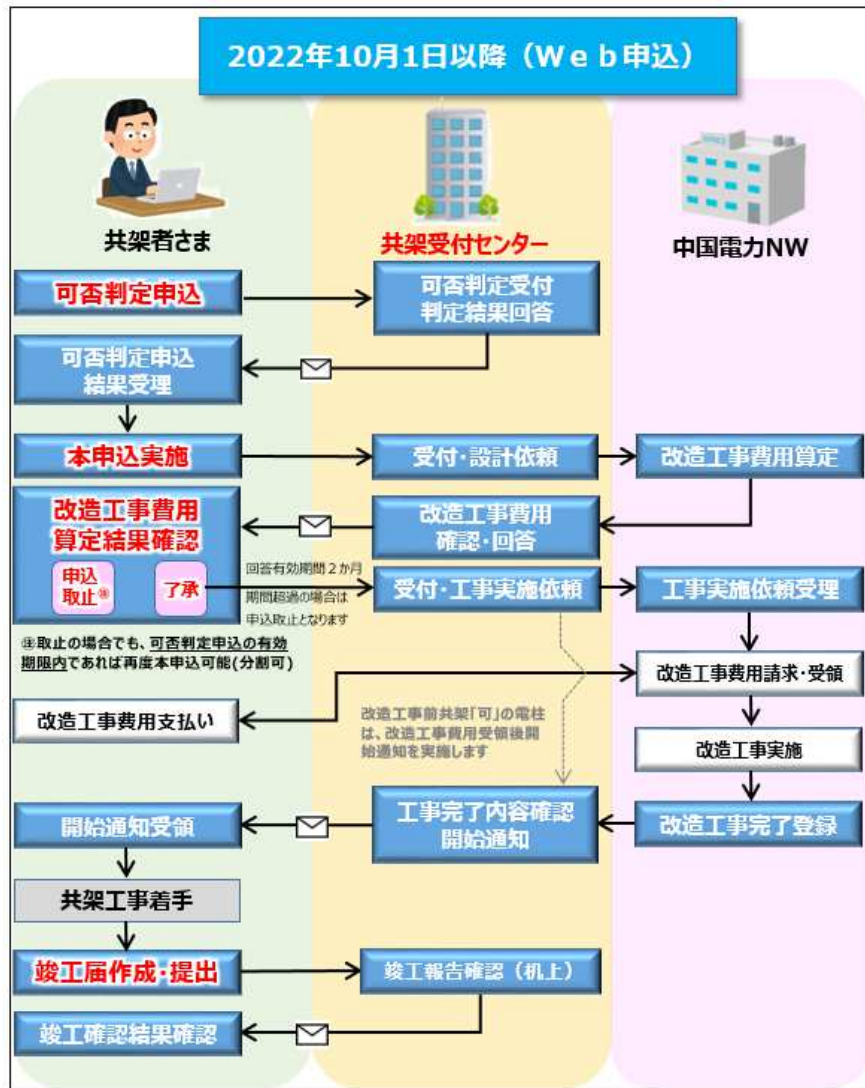 2022年10月1日以降（Ｗｅｂ申込）
共架者さま
共架受付センター
中国電力NW
可否判定申込
可否判定受付
判定結果回答
可否判定申込
結果受理
本申込実施
受付・設計依頼
改造工事費用算定
改造工事費用
算定結果確認
改造工事費用
確認・回答
申込
取止㊟
了承
回答有効期間２か月
期間超過の場合は
申込取止となります
受付・工事実施依頼
工事実施依頼受理
㊟取止の場合でも、可否判定申込の有効
期限内であれば再度本申込可能(分割可)
改造工事費用請求・受領
改造工事費用支払い
改造工事前共架「可」の電柱
は、改造工事費用受領後開
始通知を実施します
改造工事実施
開始通知受領
工事完了内容確認
開始通知
改造工事完了登録
共架工事着手
竣工届作成・提出
竣工報告確認（机上）
竣工確認結果確認